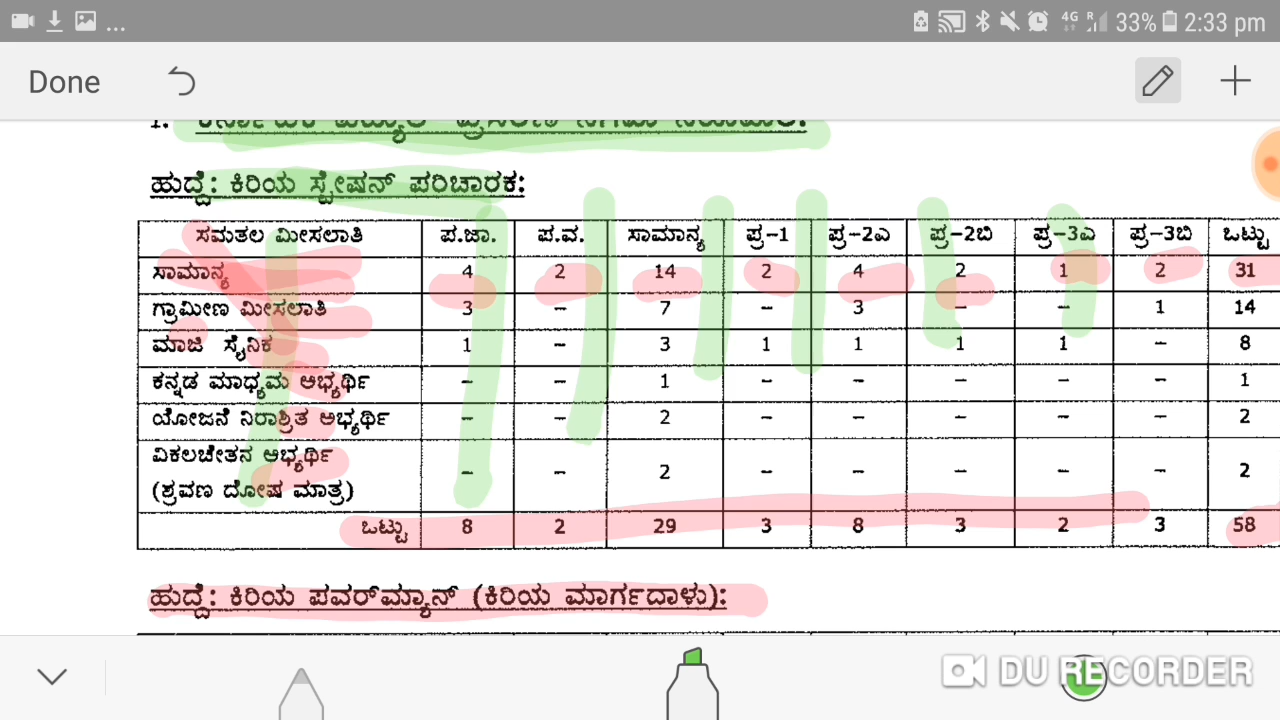 ... 4G R 33% 2:33 pm
Done
1.
ಹುದ್ದೆ: ಕಿರಿಯ ಸ್ಟೇಷನ್ ಪರಿಚಾರಕ:
ಸಮತಲ ಮೀಸಲಾತಿ ಪ.ಜಾ. ಪ.ವ. ಸಾಮಾನ್ಯ ಪ್ರ-1 ಪ್ರ-2ಎ ಪ್ರ-2ಬಿ ಪ್ರ-3ಎ ಪ್ರ-3ಬಿ ಒಟ್ಟು
ಸಾಮಾನ್ಯ 4 2 14 2 4 2 1 2 31
ಗ್ರಾಮೀಣ ಮೀಸಲಾತಿ 3 - 7 - 3 - - 1 14
ಮಾಜಿ ಸೈನಿಕ 1 - 3 1 1 1 1 - 8
ಕನ್ನಡ ಮಾಧ್ಯಮ ಅಭ್ಯರ್ಥಿ - - 1 - - - - - 1
ಯೋಜನೆ ನಿರಾಶ್ರಿತ ಅಭ್ಯರ್ಥಿ - - 2 - - - - - 2
ವಿಕಲಚೇತನ ಅಭ್ಯರ್ಥಿ
(ಶ್ರವಣ ದೋಷ ಮಾತ್ರ) - - 2 - - - - - 2
ಒಟ್ಟು 8 2 29 3 8 3 2 3 58
ಹುದ್ದೆ: ಕಿರಿಯ ಪವರ್‌ಮ್ಯಾನ್ (ಕಿರಿಯ ಮಾರ್ಗದಾಳು):
DU RECORDER